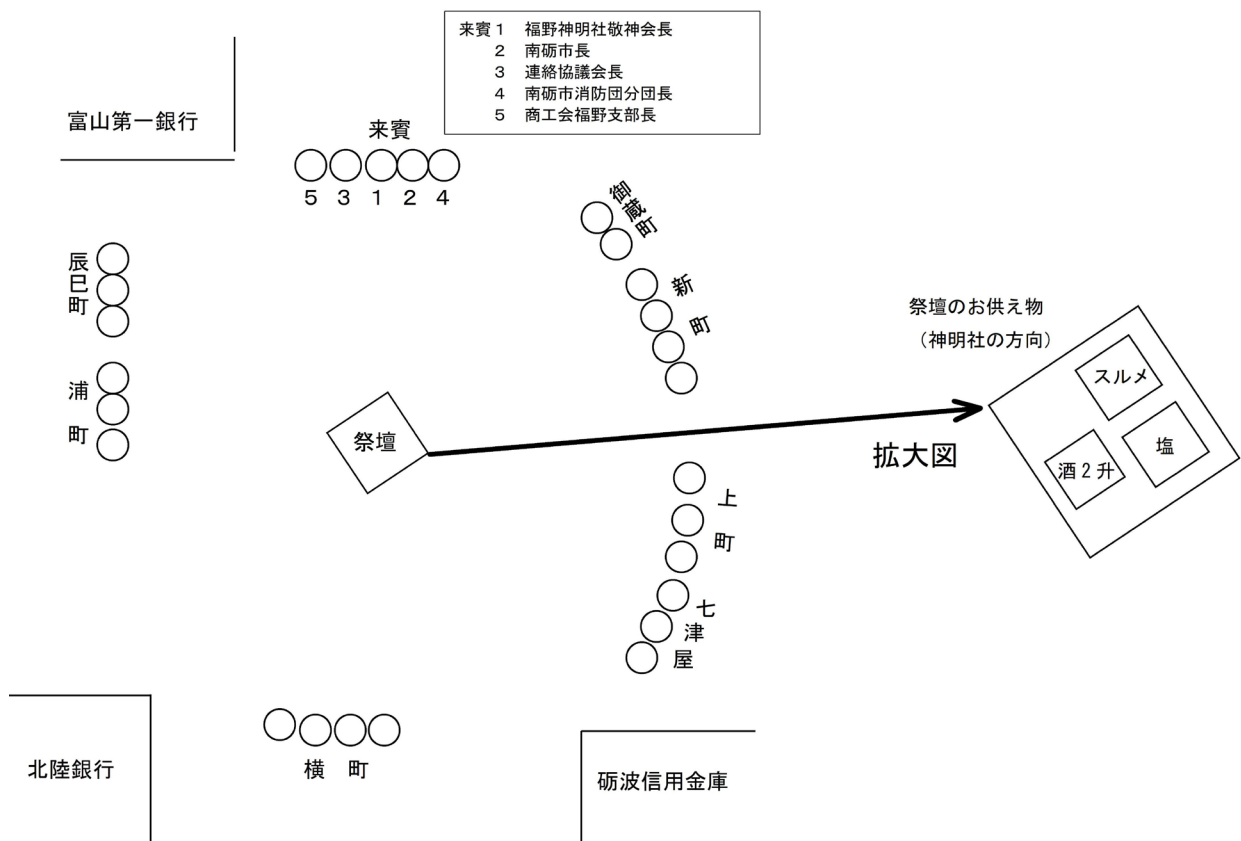 来賓１　福野神明社敬神会長
２　南砺市長
３　連絡協議会長
４　南砺市消防団分団長
５　商工会福野支部長
富山第一銀行
来賓
５ ３ １ ２ ４
御蔵町
新町
辰巳町
浦町
祭壇
祭壇のお供え物
（神明社の方向）
スルメ
塩
酒２升
拡大図
上町
七津屋
横町
北陸銀行
砺波信用金庫